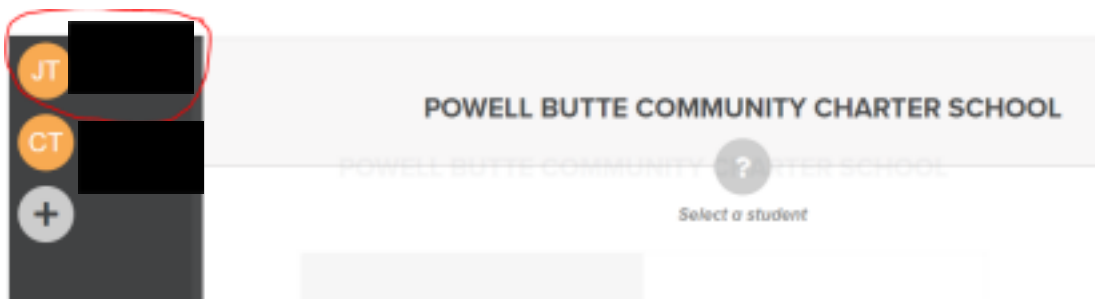 JT
CT
+
POWELL BUTTE COMMUNITY CHARTER SCHOOL
POWELL BUTTE COMMUNITY CHARTER SCHOOL
?
Select a student